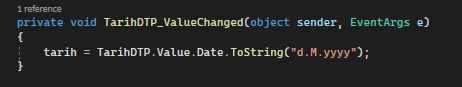 1 reference
private void TarihDTP_ValueChanged(object sender, EventArgs e)
{
    tarih = TarihDTP.Value.Date.ToString("d.M.yyyy");
}